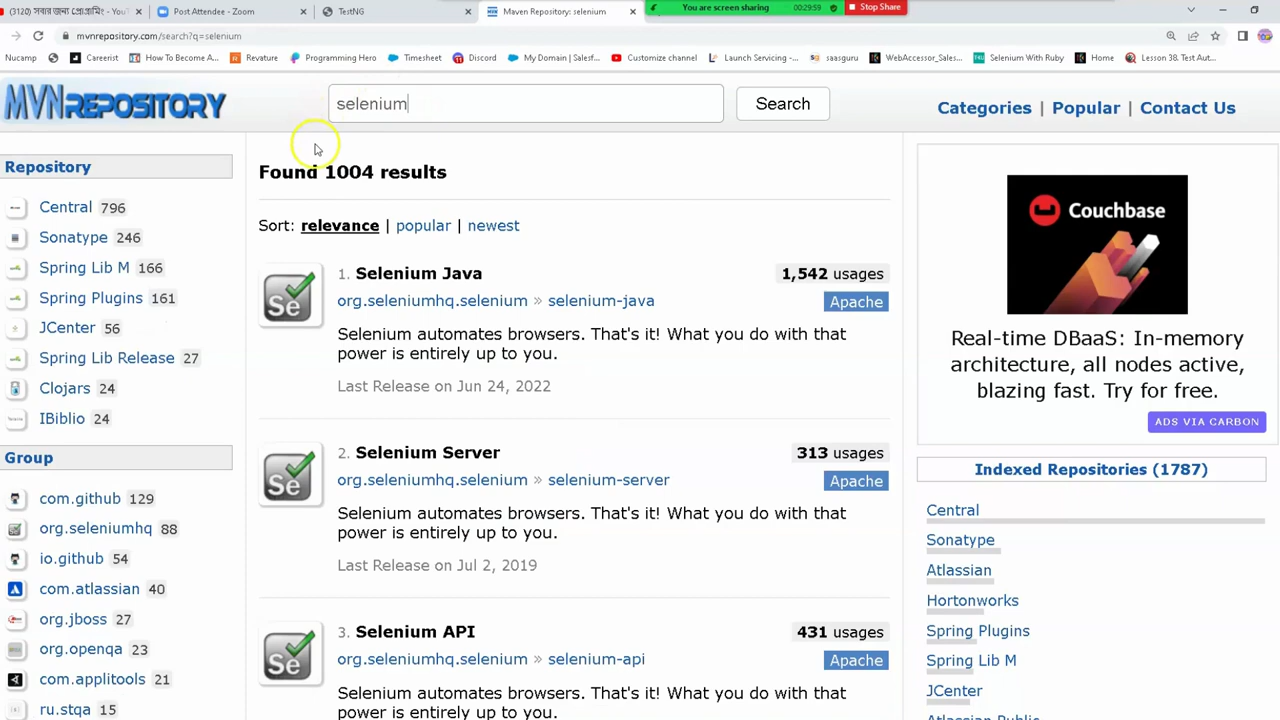 (3120) সবার জন্য প্রোগ্রামিং - You
Post Attendee - Zoom
TestNG
Maven Repository: selenium
You are screen sharing
00:29:59
Stop Share
mvnrepository.com/search?q=selenium
Nucamp
Careerist
How To Become A...
Revature
Programming Hero
Timesheet
Discord
My Domain | Salesf...
Customize channel
Launch Servicing -...
saasguru
WebAccessor_Seles...
Selenium With Ruby
Home
Lesson 38. Test Aut...
MVNREPOSITORY
selenium
Search
Categories | Popular | Contact Us
Repository
Central 796
Sonatype 246
Spring Lib M 166
Spring Plugins 161
JCenter 56
Spring Lib Release 27
Clojars 24
IBiblio 24
Group
com.github 129
org.seleniumhq 88
io.github 54
com.atlassian 40
org.jboss 27
org.openqa 23
com.applitools 21
ru.stqa 15
Found 1004 results
Sort: relevance | popular | newest
1. Selenium Java
1,542 usages
org.seleniumhq.selenium » selenium-java
Apache
Selenium automates browsers. That's it! What you do with that
power is entirely up to you.
Last Release on Jun 24, 2022
2. Selenium Server
313 usages
org.seleniumhq.selenium » selenium-server
Apache
Selenium automates browsers. That's it! What you do with that
power is entirely up to you.
Last Release on Jul 2, 2019
3. Selenium API
431 usages
org.seleniumhq.selenium » selenium-api
Apache
Selenium automates browsers. That's it! What you do with that
power is entirely up to you.
Couchbase
Real-time DBaaS: In-memory
architecture, all nodes active,
blazing fast. Try for free.
ADS VIA CARBON
Indexed Repositories (1787)
Central
Sonatype
Atlassian
Hortonworks
Spring Plugins
Spring Lib M
JCenter
Atlassian Public